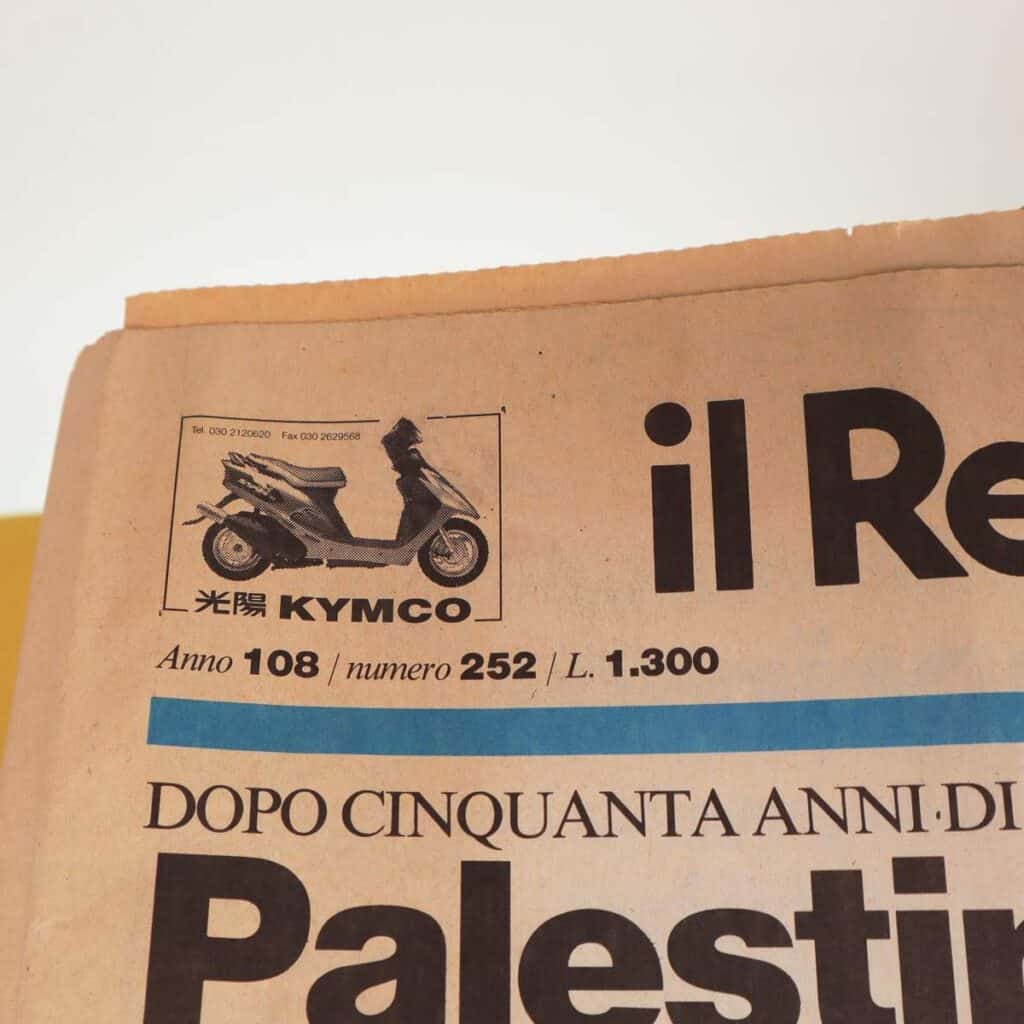 Tel. 030 2120620 Fax 030 2629568
光陽 KYMCO
il Re
Anno 108 / numero 252 / L. 1.300
DOPO CINQUANTA ANNI DI
Palestin